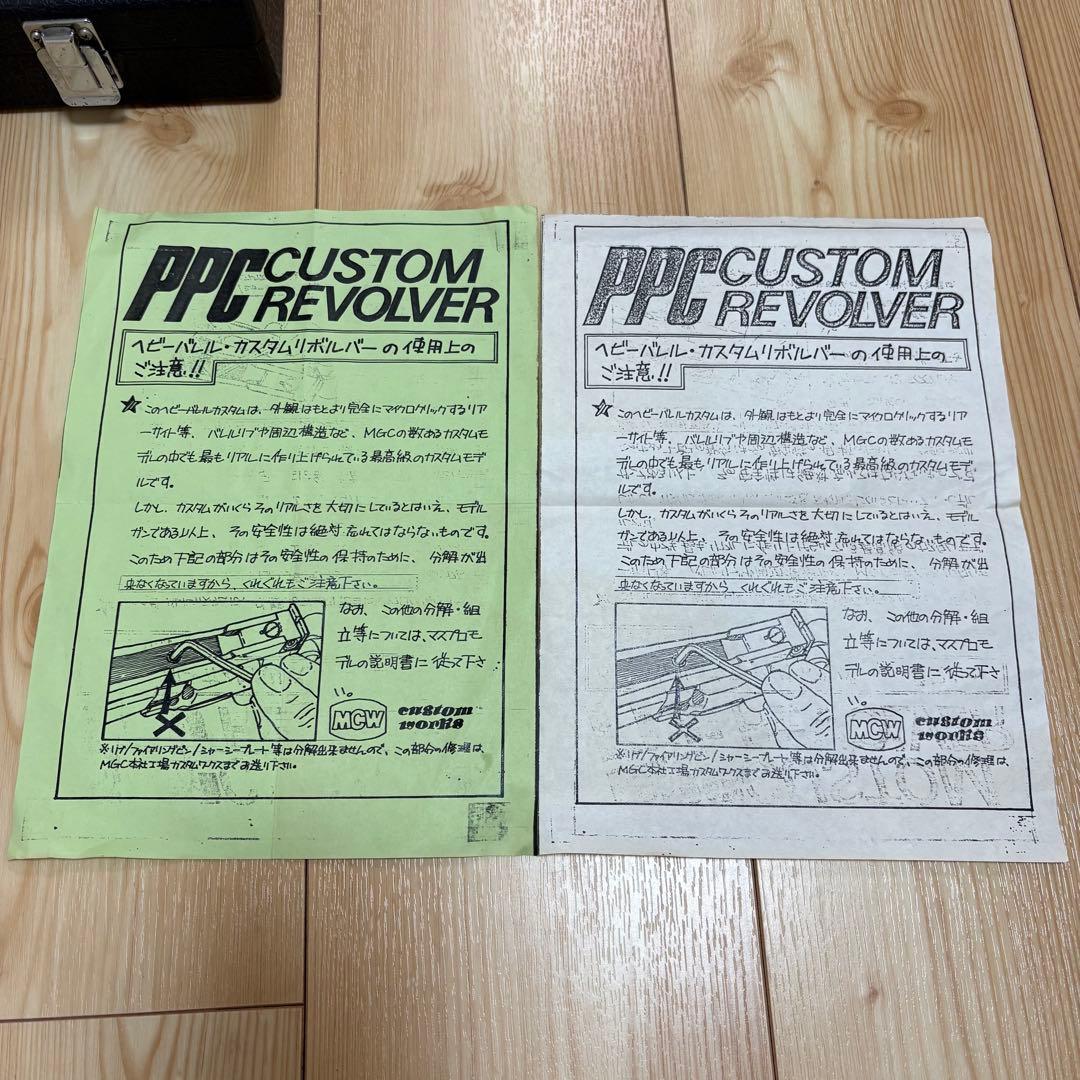 PPC CUSTOM
REVOLVER
ヘビーバレル・カスタムリボルバーの使用上の
ご注意!!
☆ このヘビーバレルカスタムは、外観はもとより完全にマイクロクリックするリア
ーサイト等、バレルリブや周辺構造など、MGCの数あるカスタムモ
デルの中でも最もリアルに作り上げられている最高級のカスタムモデ
ルです。
しかし、カスタムがいくらそのリアルさを大切にしているとはいえ、モデル
ガンである以上、その安全性は絶対忘れてはならないものです。
このため下記の部分はその安全性の保持のために、分解が出
来なくなっていますから、くれぐれもご注意下さい。
なお、この他の分解・組
立等については、マスプロモ
デルの説明書に従って下さ
MCW custom
works
※リブ/ファイヤリングピン/シャーシープレート等は分解出来ませんので、この部分の修理は、
MGC本社工場カスタムワークスまでお送り下さい。
PPC CUSTOM
REVOLVER
ヘビーバレル・カスタムリボルバーの使用上の
ご注意!!
☆ このヘビーバレルカスタムは、外観はもとより完全にマイクロクリックするリア
ーサイト等、バレルリブや周辺構造など、MGCの数あるカスタムモ
デルの中でも最もリアルに作り上げられている最高級のカスタムモデ
ルです。
しかし、カスタムがいくらそのリアルさを大切にしているとはいえ、モデル
ガンである以上、その安全性は絶対忘れてはならないものです。
このため下記の部分はその安全性の保持のために、分解が出
来なくなっていますから、くれぐれもご注意下さい。
なお、この他の分解・組
立等については、マスプロモ
デルの説明書に従って下さ
MCW custom
works
※リブ/ファイヤリングピン/シャーシープレート等は分解出来ませんので、この部分の修理は、
MGC本社工場カスタムワークスまでお送り下さい。